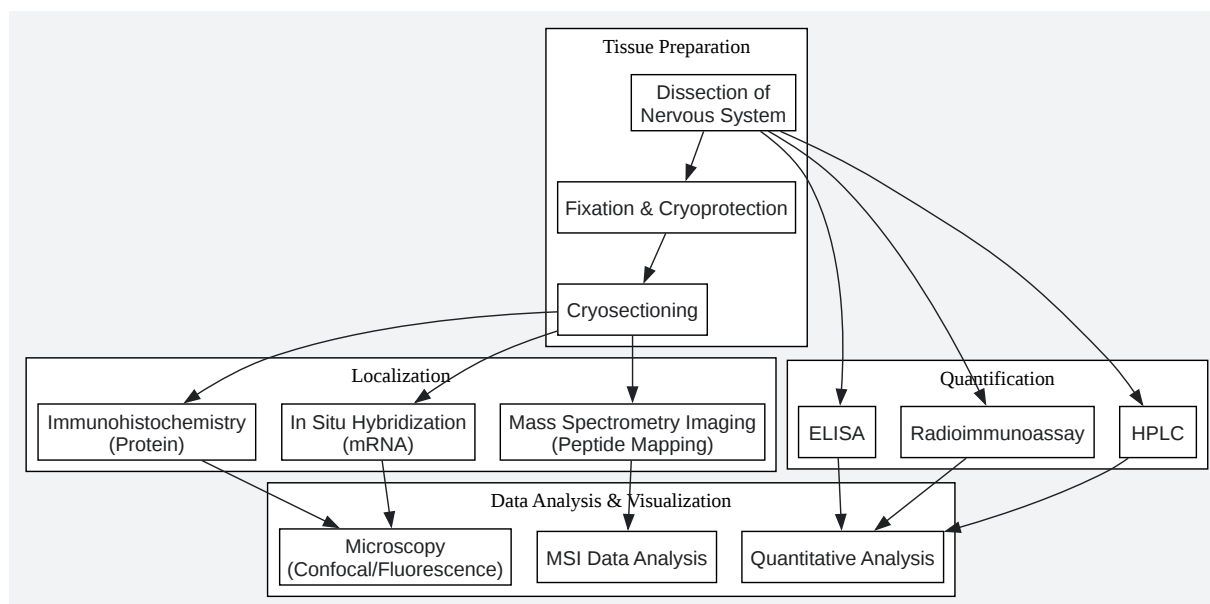 Tissue Preparation
Dissection of
Nervous System
Fixation & Cryoprotection
Cryosectioning
Localization
Immunohistochemistry
(Protein)
In Situ Hybridization
(mRNA)
Mass Spectrometry Imaging
(Peptide Mapping)
Quantification
ELISA
Radioimmunoassay
HPLC
Data Analysis & Visualization
Microscopy
(Confocal/Fluorescence)
MSI Data Analysis
Quantitative Analysis